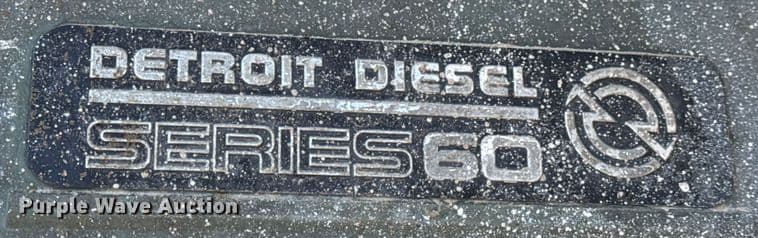 DETROIT DIESEL
SERIES 60
Purple Wave Auction